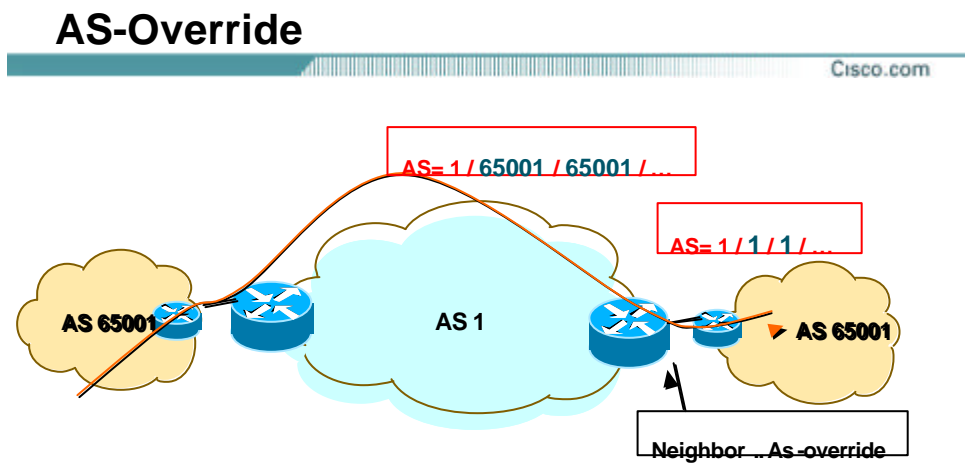 AS-Override
Cisco.com
AS= 1 / 65001 / 65001 / ...
AS= 1 / 1 / 1 / ...
AS 65001
AS 1
AS 65001
Neighbor .. As-override